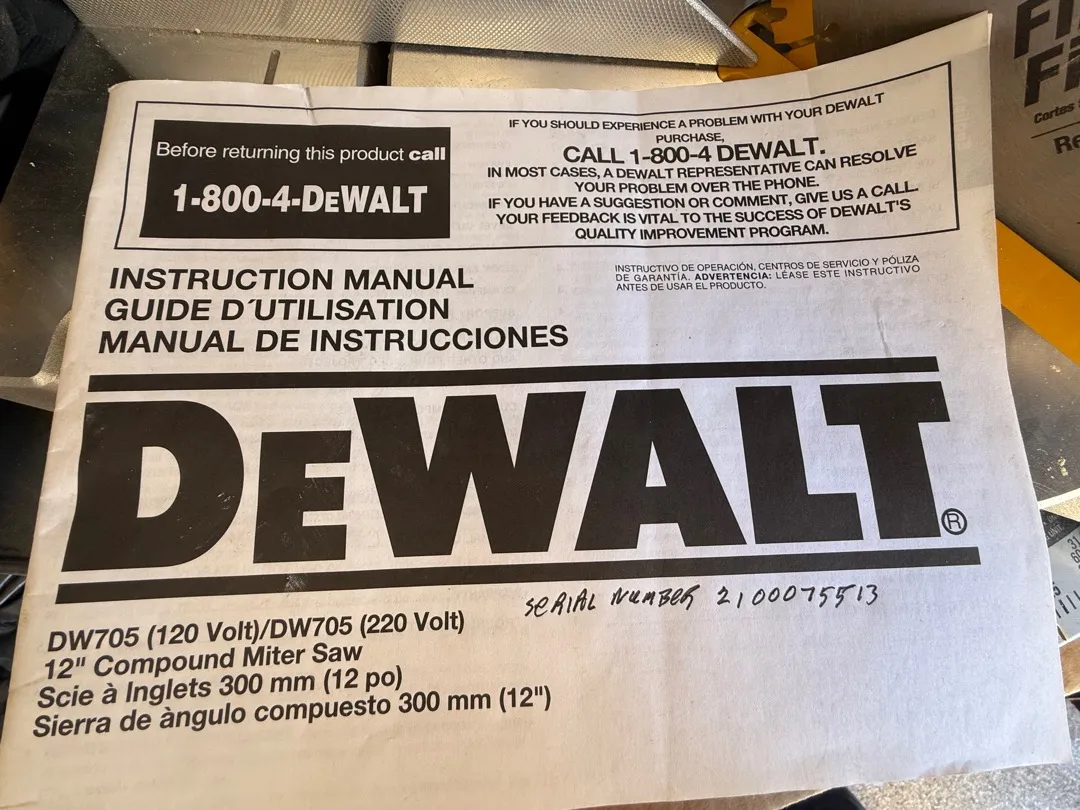 Before returning this product call
1-800-4-DEWALT
IF YOU SHOULD EXPERIENCE A PROBLEM WITH YOUR DEWALT
PURCHASE,
CALL 1-800-4 DEWALT.
IN MOST CASES, A DEWALT REPRESENTATIVE CAN RESOLVE
YOUR PROBLEM OVER THE PHONE.
IF YOU HAVE A SUGGESTION OR COMMENT, GIVE US A CALL.
YOUR FEEDBACK IS VITAL TO THE SUCCESS OF DEWALT'S
QUALITY IMPROVEMENT PROGRAM.
INSTRUCTION MANUAL
GUIDE D´UTILISATION
MANUAL DE INSTRUCCIONES
INSTRUCTIVO DE OPERACIÓN, CENTROS DE SERVICIO Y PÓLIZA
DE GARANTÍA. ADVERTENCIA: LÉASE ESTE INSTRUCTIVO
ANTES DE USAR EL PRODUCTO.
DEWALT®
SERIAL NUMBER 2100075513
DW705 (120 Volt)/DW705 (220 Volt)
12" Compound Miter Saw
Scie à Inglets 300 mm (12 po)
Sierra de àngulo compuesto 300 mm (12")
Cortes